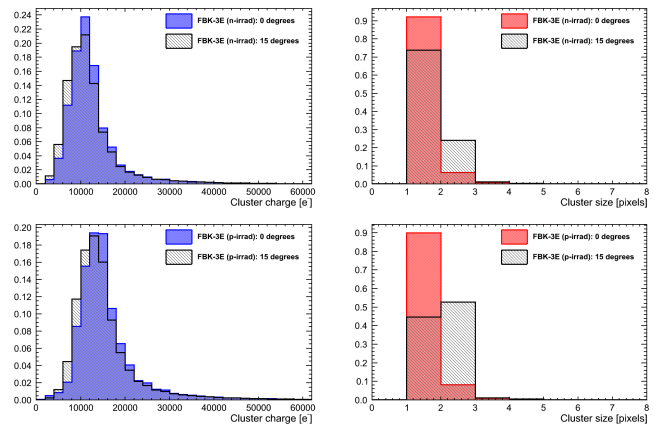 0.24
0.22
0.20
0.18
0.16
0.14
0.12
0.10
0.08
0.06
0.04
0.02
0.00
0 10000 20000 30000 40000 50000 60000
Cluster charge [e-]
FBK-3E (n-irrad): 0 degrees
FBK-3E (n-irrad): 15 degrees
0.9
0.8
0.7
0.6
0.5
0.4
0.3
0.2
0.1
0.0
0 1 2 3 4 5 6 7 8
Cluster size [pixels]
FBK-3E (n-irrad): 0 degrees
FBK-3E (n-irrad): 15 degrees
0.20
0.18
0.16
0.14
0.12
0.10
0.08
0.06
0.04
0.02
0.00
0 10000 20000 30000 40000 50000 60000
Cluster charge [e-]
FBK-3E (p-irrad): 0 degrees
FBK-3E (p-irrad): 15 degrees
0.9
0.8
0.7
0.6
0.5
0.4
0.3
0.2
0.1
0.0
0 1 2 3 4 5 6 7 8
Cluster size [pixels]
FBK-3E (p-irrad): 0 degrees
FBK-3E (p-irrad): 15 degrees